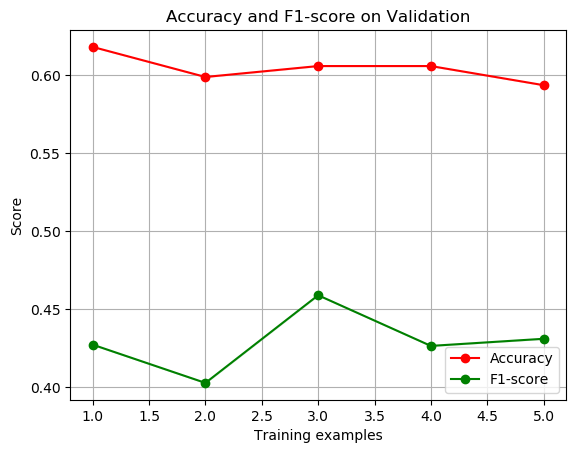 Accuracy and F1-score on Validation
Score
0.60
0.55
0.50
0.45
0.40
Accuracy
F1-score
1.0 1.5 2.0 2.5 3.0 3.5 4.0 4.5 5.0
Training examples